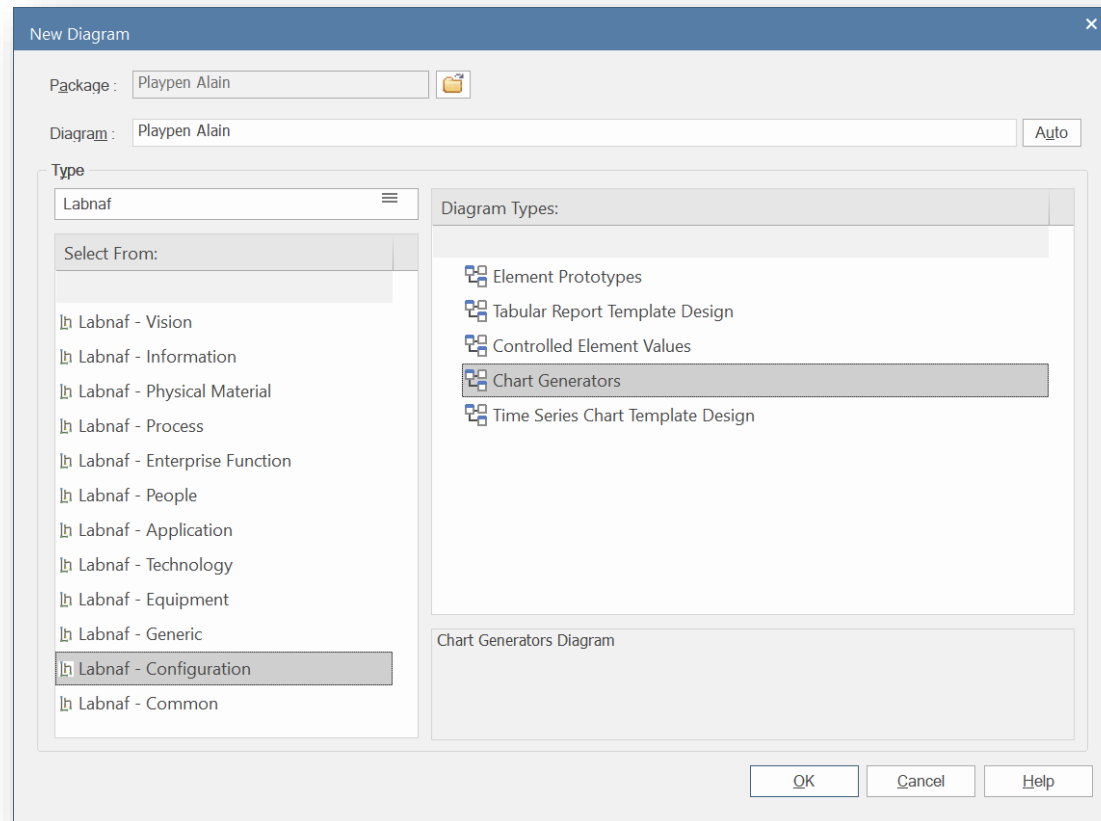 New Diagram
Package : Playpen Alain
Diagram : Playpen Alain Auto
Type
Labnaf
Select From:
Labnaf - Vision
Labnaf - Information
Labnaf - Physical Material
Labnaf - Process
Labnaf - Enterprise Function
Labnaf - People
Labnaf - Application
Labnaf - Technology
Labnaf - Equipment
Labnaf - Generic
Labnaf - Configuration
Labnaf - Common
Diagram Types:
Element Prototypes
Tabular Report Template Design
Controlled Element Values
Chart Generators
Time Series Chart Template Design
Chart Generators Diagram
OK Cancel Help